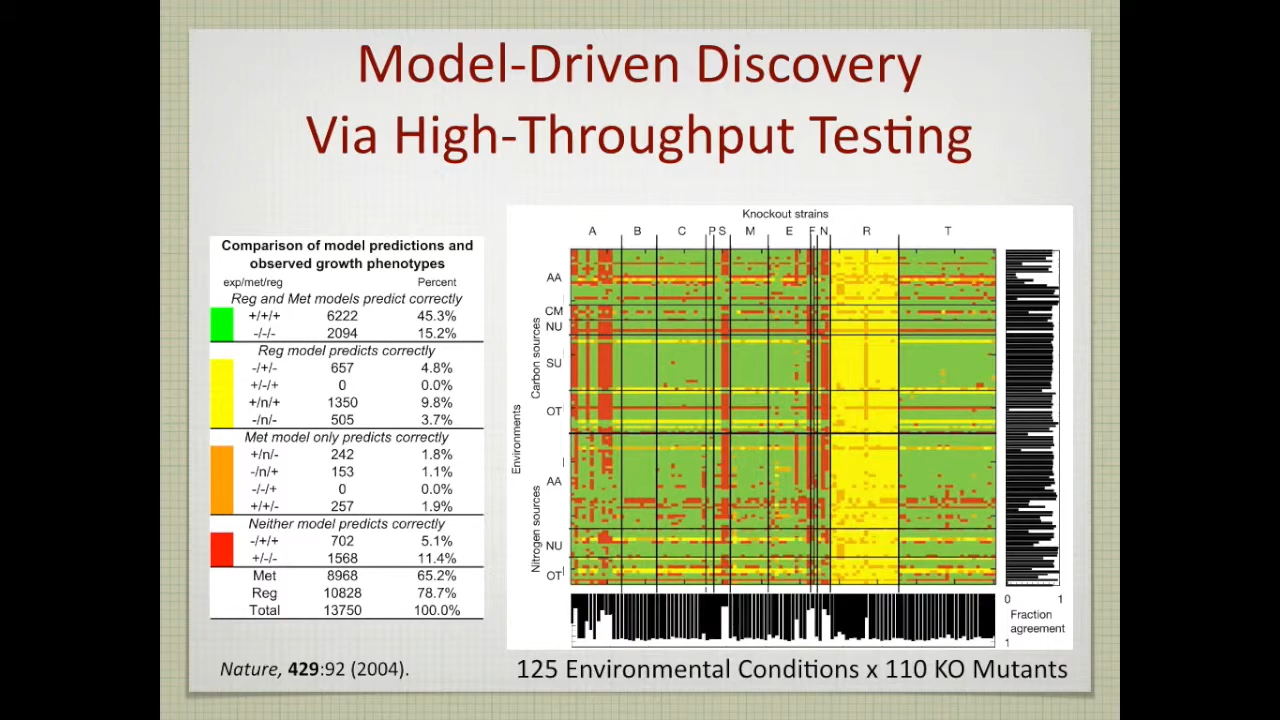 Model-Driven Discovery
Via High-Throughput Testing
Comparison of model predictions and
observed growth phenotypes
exp/met/reg Percent
Reg and Met models predict correctly
+/+/+ 6222 45.3%
-/-/- 2094 15.2%
Reg model predicts correctly
-/+/- 657 4.8%
+/-/+ 0 0.0%
+/n/+ 1350 9.8%
-/n/- 505 3.7%
Met model only predicts correctly
+/n/- 242 1.8%
-/n/+ 153 1.1%
-/-/+ 0 0.0%
+/+/- 257 1.9%
Neither model predicts correctly
-/+/+ 702 5.1%
+/-/- 1568 11.4%
Met 8968 65.2%
Reg 10828 78.7%
Total 13750 100.0%
Nature, 429:92 (2004).
Knockout strains
A B C P S M E F N R T
Environments
Carbon sources
AA
CM
NU
SU
OT
Nitrogen sources
AA
NU
OT
0 1
Fraction
agreement
1
125 Environmental Conditions x 110 KO Mutants